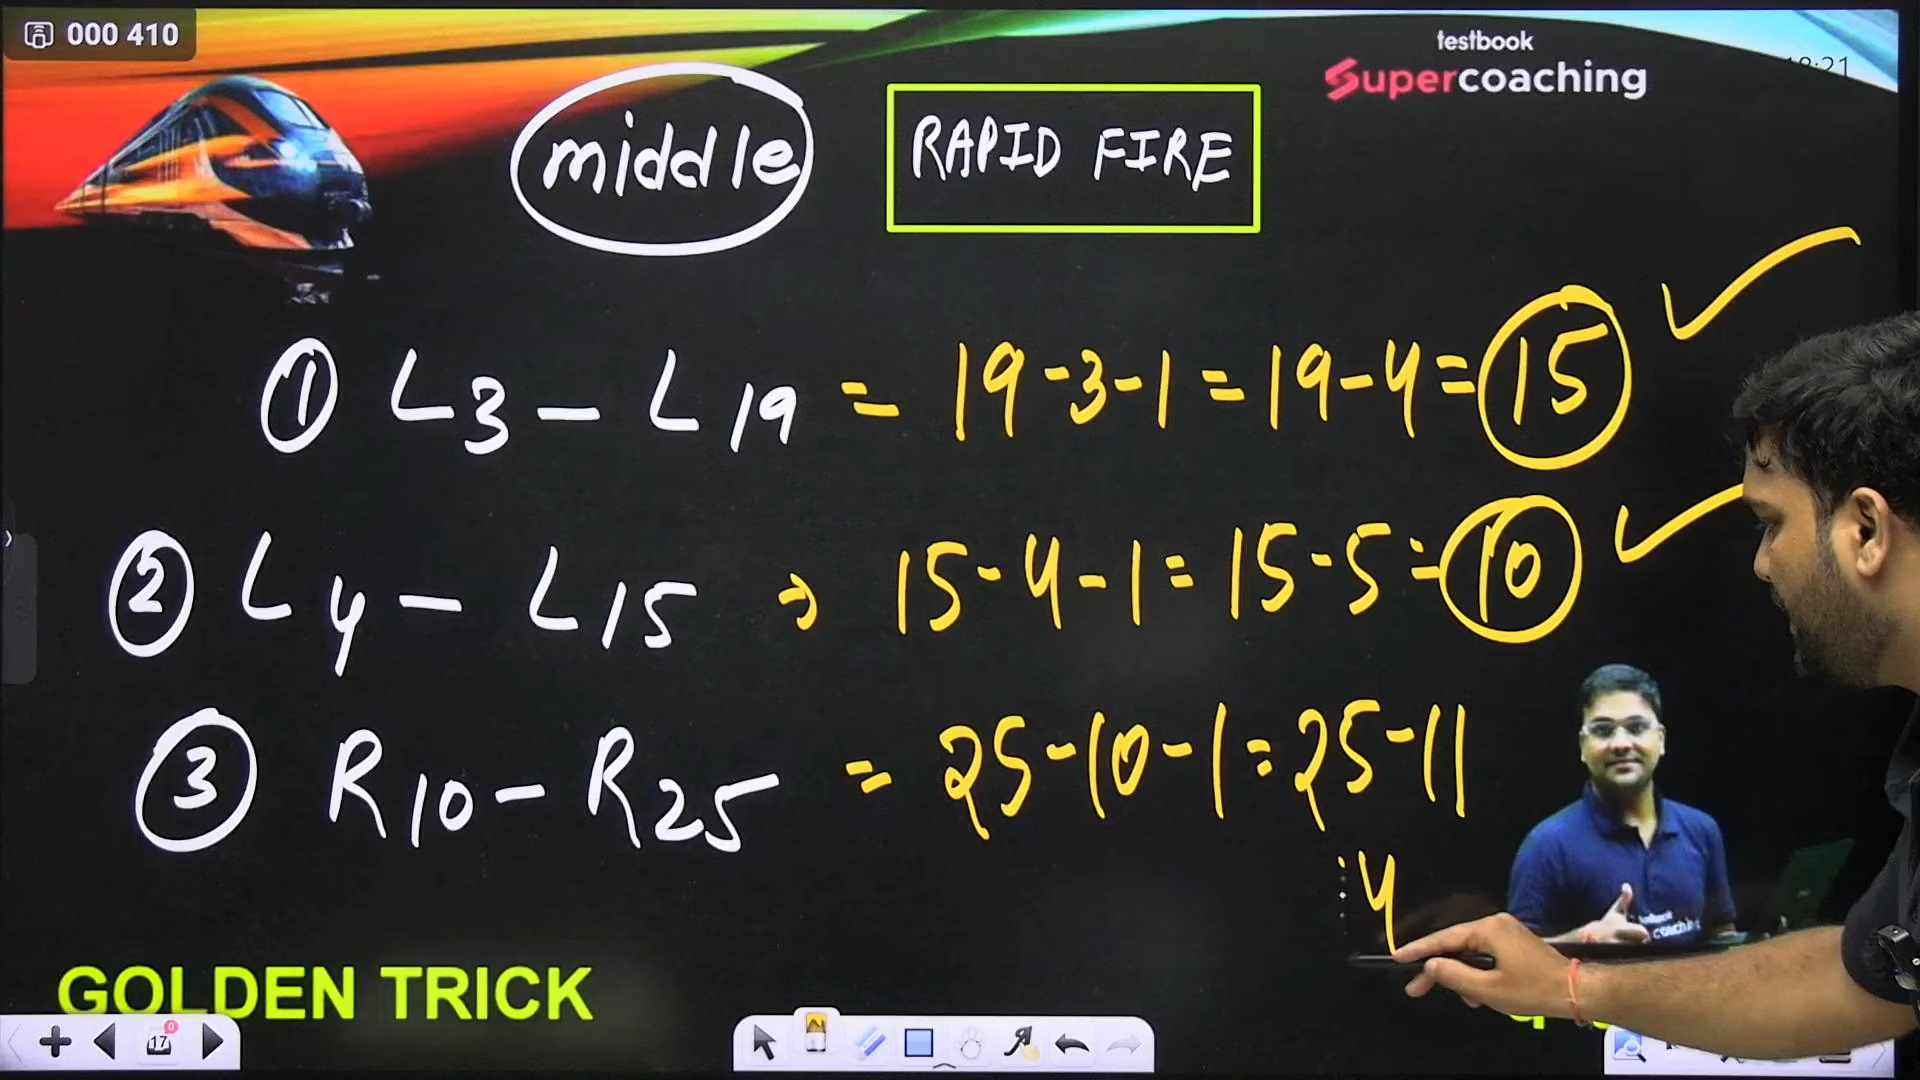 000 410
testbook
Supercoaching
middle
RAPID FIRE
① L3 – L19 = 19-3-1 = 19-4 = 15
② L4 – L15 → 15-4-1 = 15-5 = 10
③ R10 – R25 = 25-10-1 = 25-11
GOLDEN TRICK
17
0